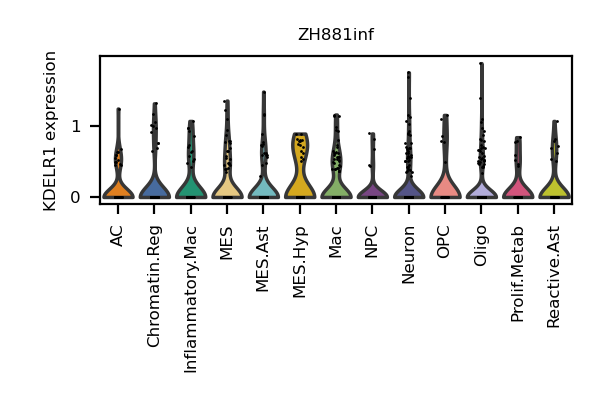 ZH881inf
KDELR1 expression
1
0
AC
Chromatin.Reg
Inflammatory.Mac
MES
MES.Ast
MES.Hyp
Mac
NPC
Neuron
OPC
Oligo
Prolif.Metab
Reactive.Ast